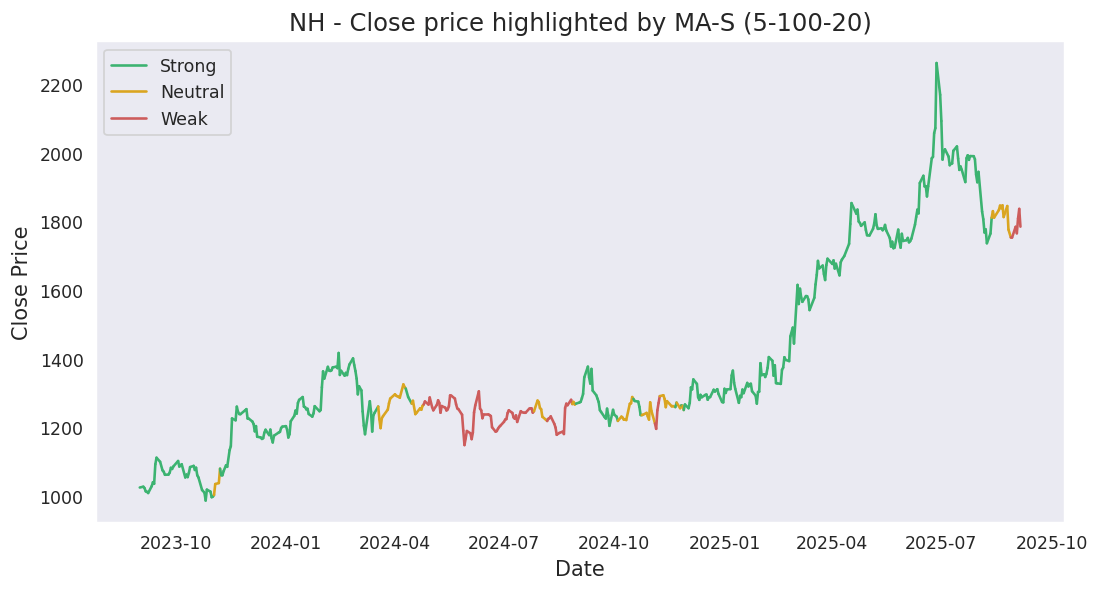 NH - Close price highlighted by MA-S (5-100-20)
Strong
Neutral
Weak
2200
2000
1800
1600
1400
1200
1000
Close Price
2023-10 2024-01 2024-04 2024-07 2024-10 2025-01 2025-04 2025-07 2025-10
Date